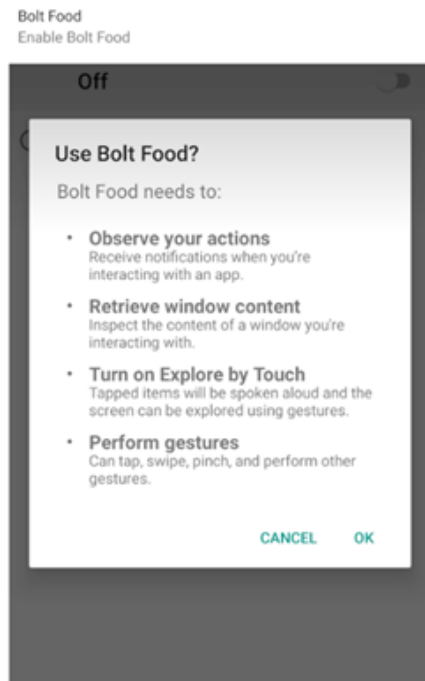 Bolt Food
Enable Bolt Food
Off
Use Bolt Food?
Bolt Food needs to:
• Observe your actions
Receive notifications when you're
interacting with an app.
• Retrieve window content
Inspect the content of a window you're
interacting with.
• Turn on Explore by Touch
Tapped items will be spoken aloud and the
screen can be explored using gestures.
• Perform gestures
Can tap, swipe, pinch, and perform other
gestures.
CANCEL OK